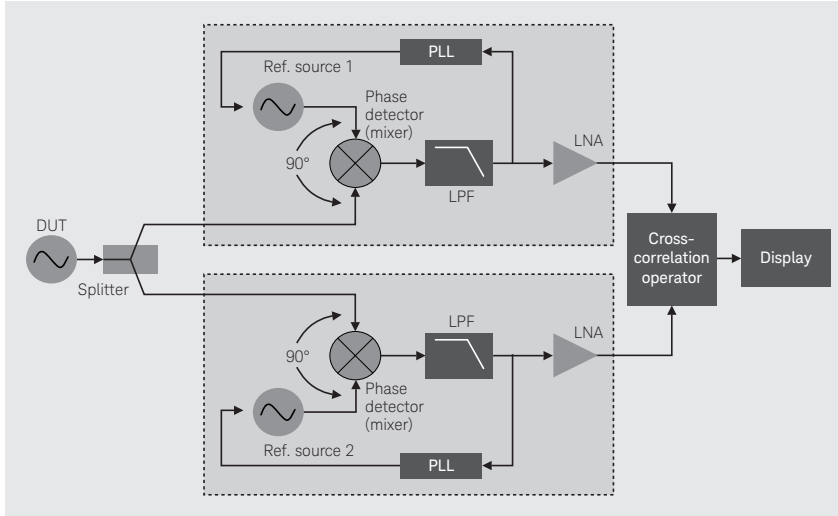 PLL
Ref. source 1
Phase
detector
(mixer)
90°
LPF
LNA
DUT
Splitter
Cross-
correlation
operator
Display
LPF
LNA
90°
Phase
detector
(mixer)
Ref. source 2
PLL